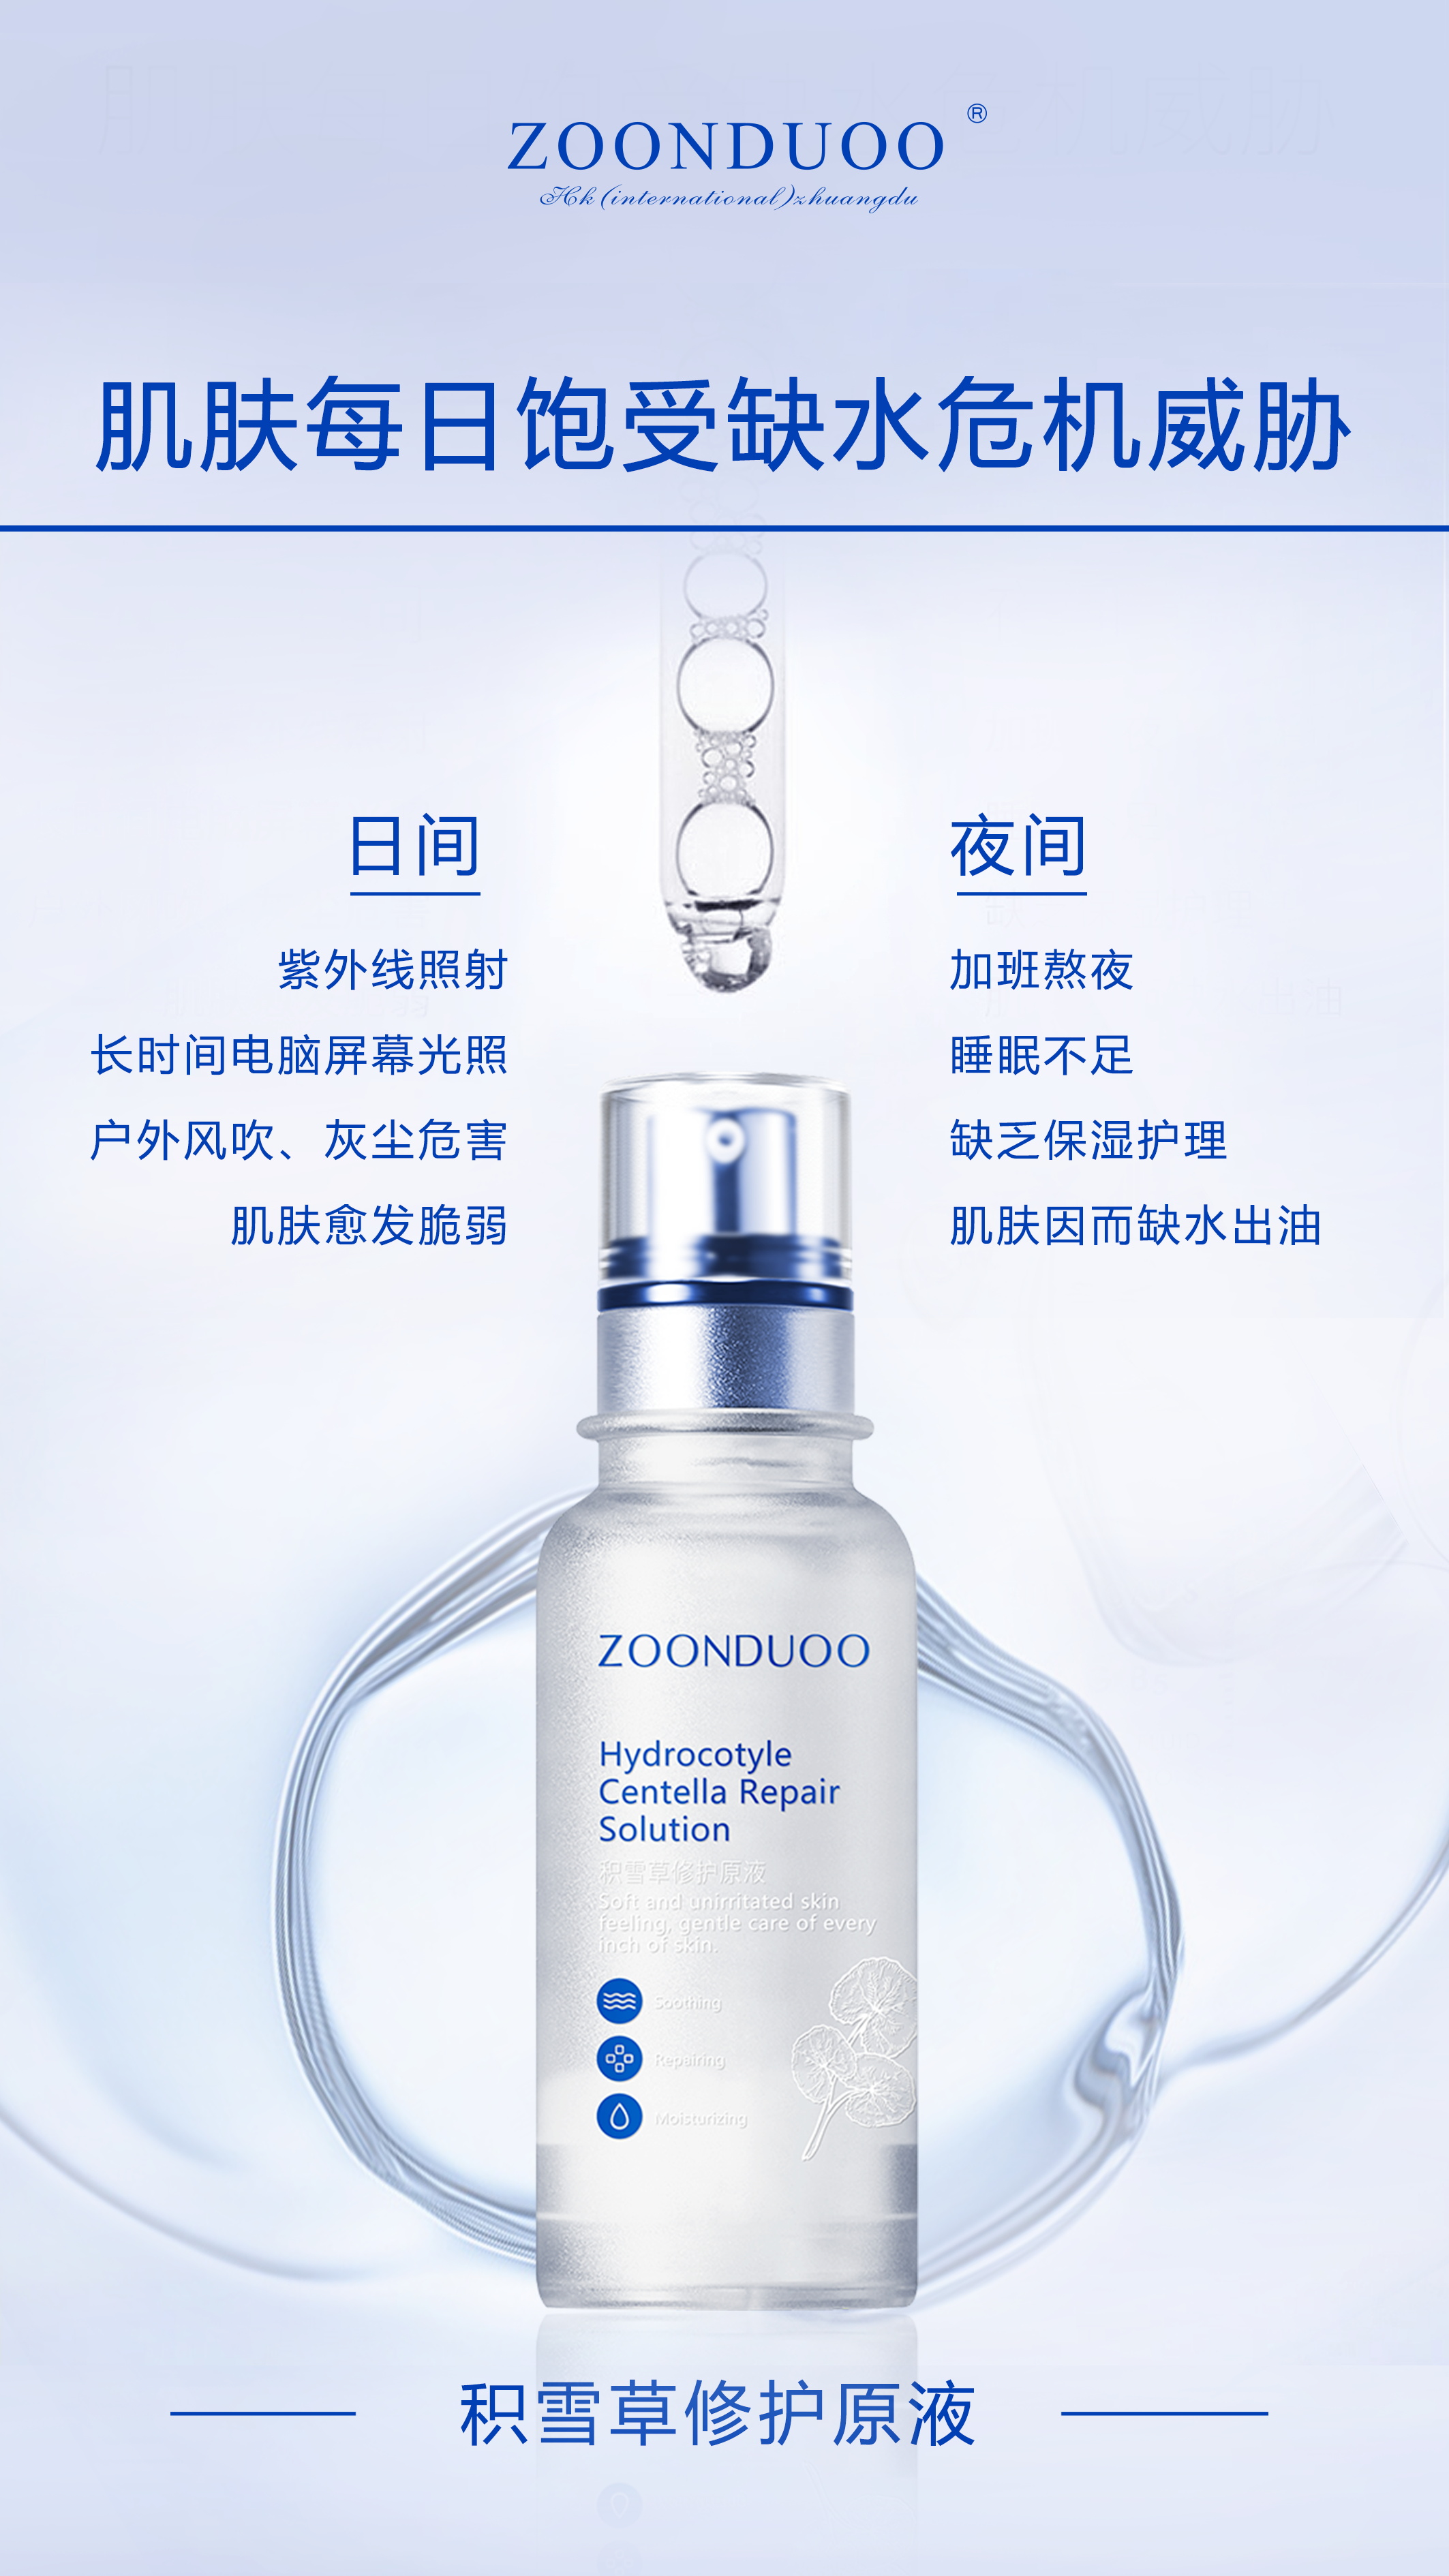 ZOONDUOO ®
Hk (international) zhuangdu
肌肤每日饱受缺水危机威胁
日间
紫外线照射
长时间电脑屏幕光照
户外风吹、灰尘危害
肌肤愈发脆弱
夜间
加班熬夜
睡眠不足
缺乏保湿护理
肌肤因而缺水出油
ZOONDUOO
Hydrocotyle
Centella Repair
Solution
积雪草修护原液
Soft and unirritated skin
feeling, gentle care of every
inch of skin.
Soothing
Repairing
Moisturizing
积雪草修护原液